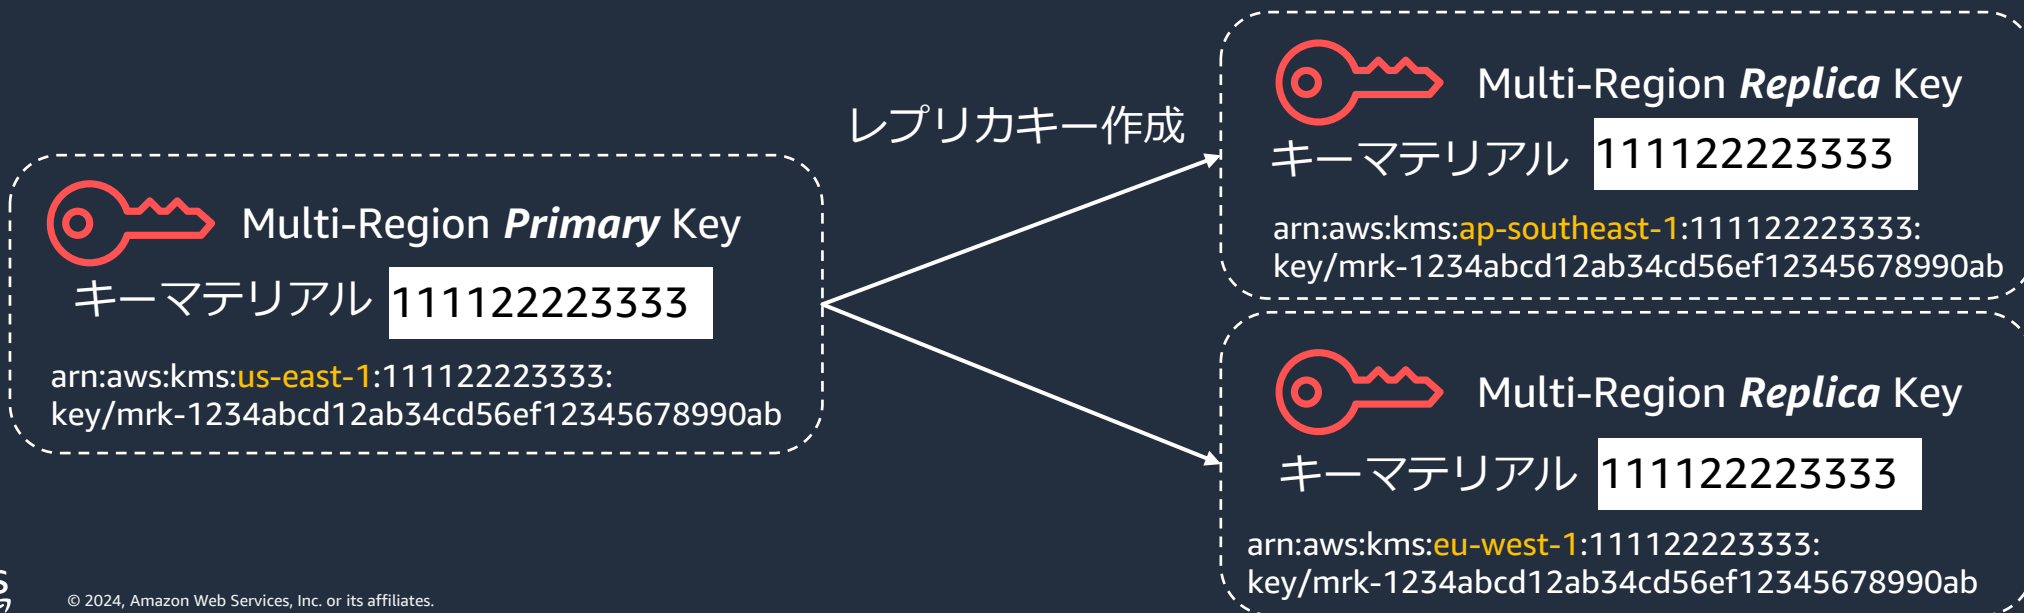 Multi-Region Primary Key
キーマテリアル 111122223333
arn:aws:kms:us-east-1:111122223333:
key/mrk-1234abcd12ab34cd56ef12345678990ab
レプリカキー作成
Multi-Region Replica Key
キーマテリアル 111122223333
arn:aws:kms:ap-southeast-1:111122223333:
key/mrk-1234abcd12ab34cd56ef12345678990ab
Multi-Region Replica Key
キーマテリアル 111122223333
arn:aws:kms:eu-west-1:111122223333:
key/mrk-1234abcd12ab34cd56ef12345678990ab
© 2024, Amazon Web Services, Inc. or its affiliates.